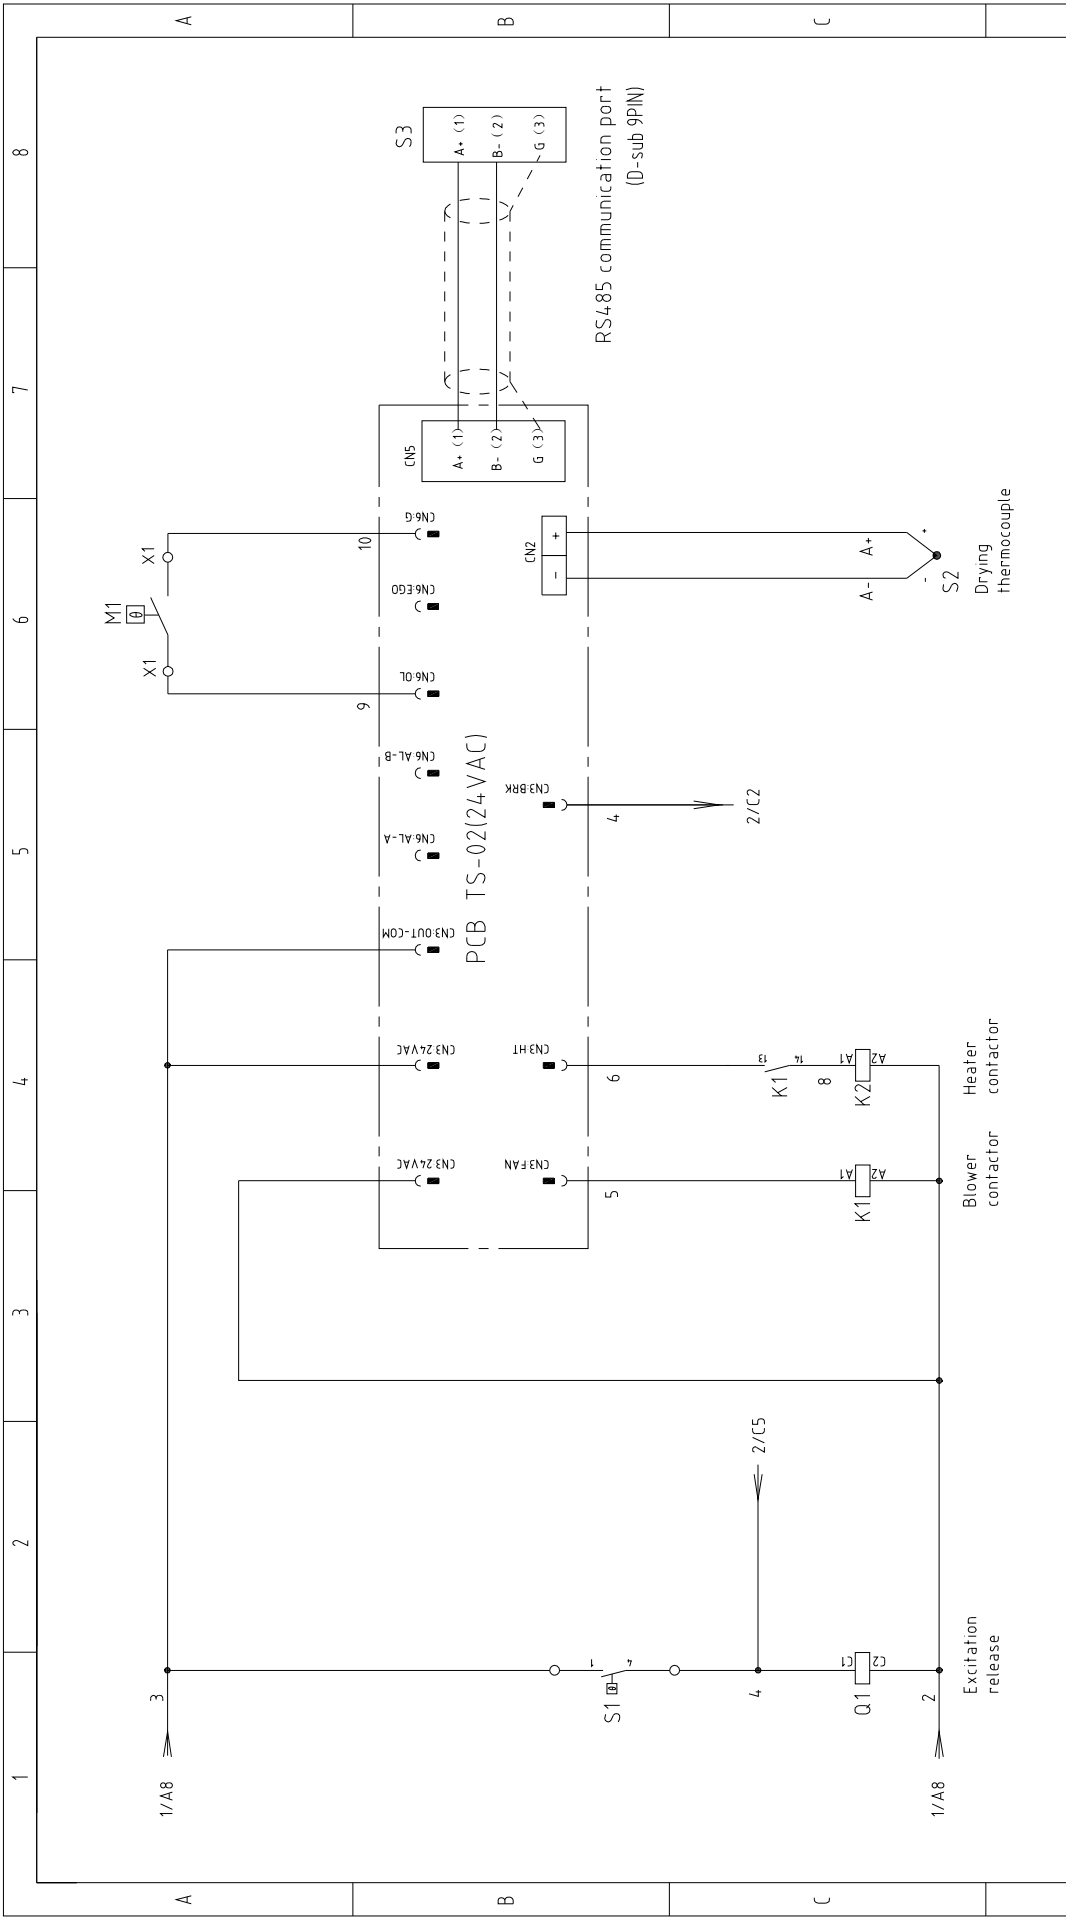 1
2
3
4
5
6
7
8
A
A
B
B
C
C
1/A8
3
M1
θ
X1
X1
9
10
CN3:24VAC
CN3:24VAC
CN3:OUT-COM
CN6:AL-A
CN6:AL-B
CN6:OL
CN6:EGO
CN6:G
CN5
A+ (1)
B- (2)
G (3)
S3
A+ (1)
B- (2)
G (3)
RS485 communication port
(D-sub 9PIN)
PCB TS-02(24VAC)
CN3:FAN
CN3:HT
CN3:BRK
CN2
- +
5
6
4
2/C2
S1
θ
1
4
4
2/C5
Q1
C1
C2
2
1/A8
K1
A1
A2
K1
13
14
8
K2
A1
A2
A-
A+
-
+
S2
Excitation
release
Blower
contactor
Heater
contactor
Drying
thermocouple